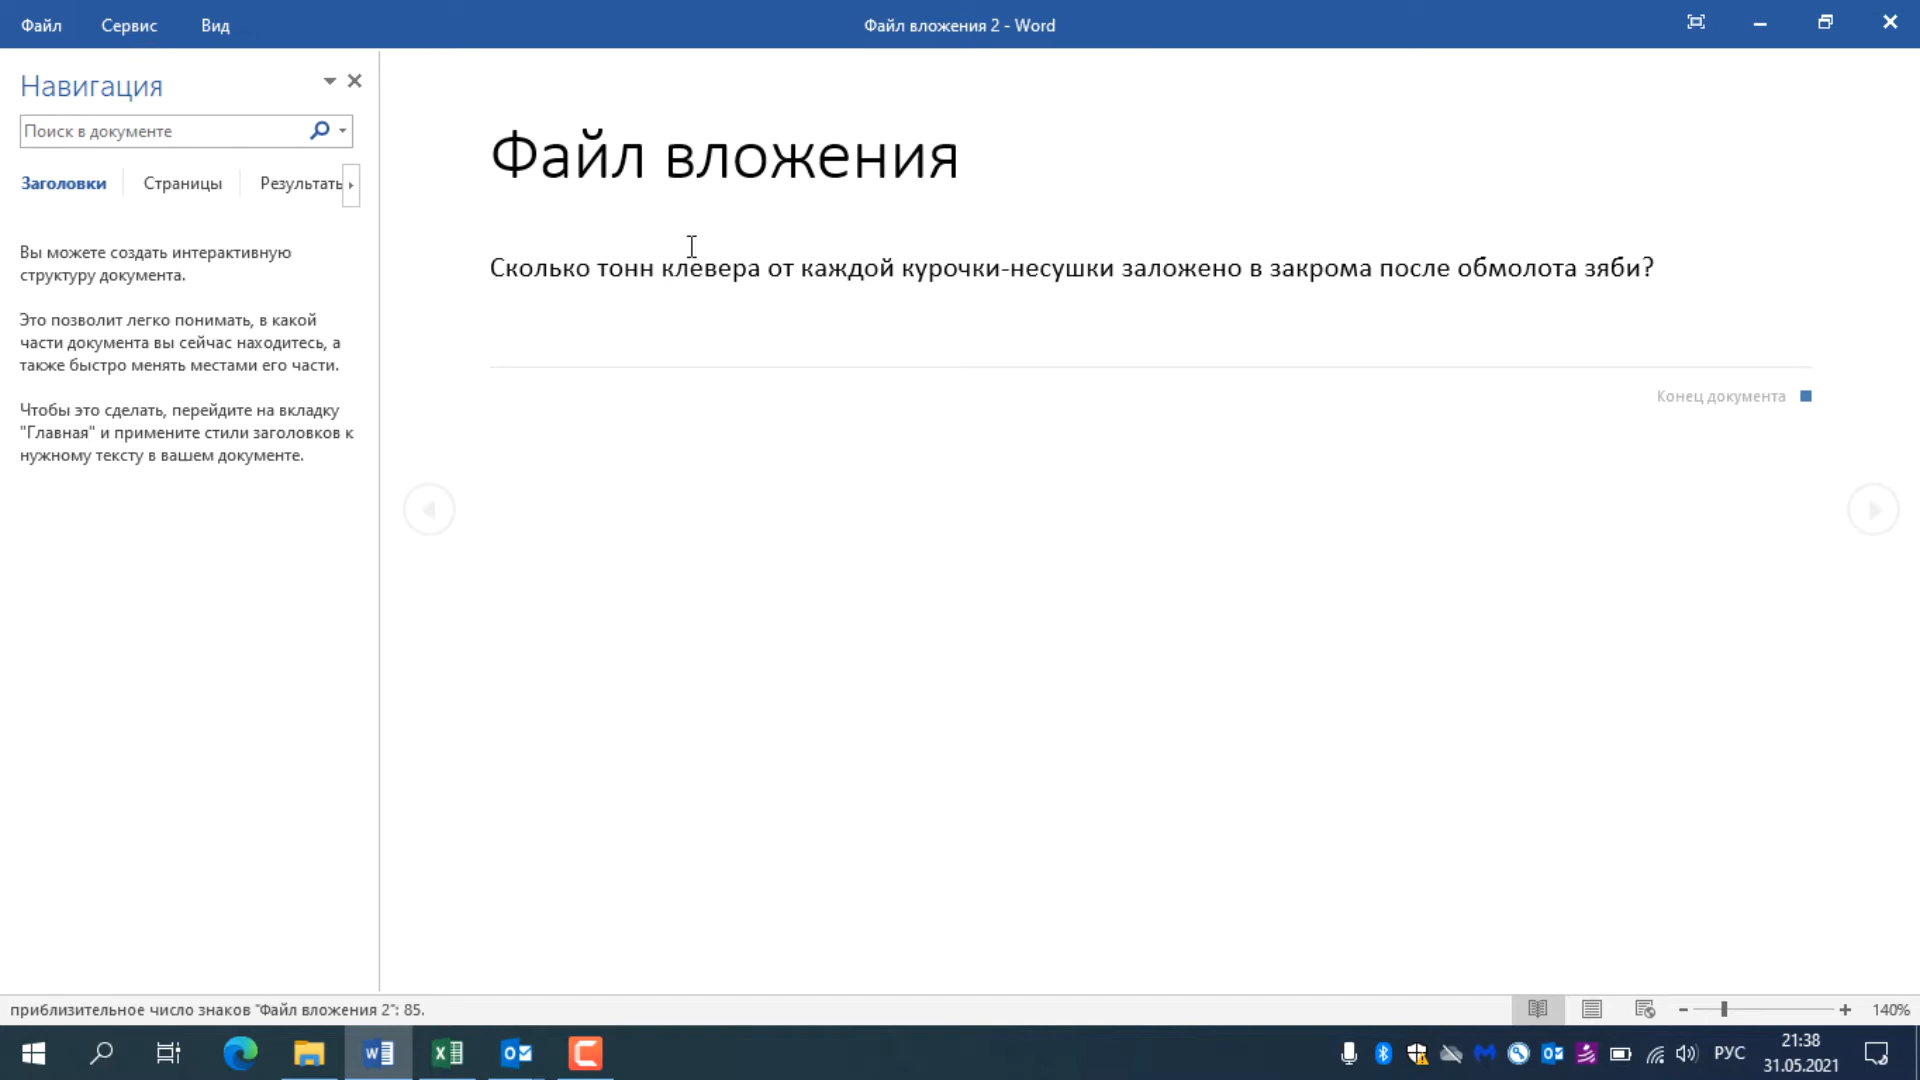 Файл Сервис Вид Файл вложения 2 - Word
Навигация
Поиск в документе
Заголовки Страницы Результаты
Вы можете создать интерактивную
структуру документа.
Это позволит легко понимать, в какой
части документа вы сейчас находитесь, а
также быстро менять местами его части.
Чтобы это сделать, перейдите на вкладку
"Главная" и примените стили заголовков к
нужному тексту в вашем документе.
Файл вложения
Сколько тонн клевера от каждой курочки-несушки заложено в закрома после обмолота зяби?
Конец документа
приблизительное число знаков "Файл вложения 2": 85.
140%
РУС
21:38
31.05.2021